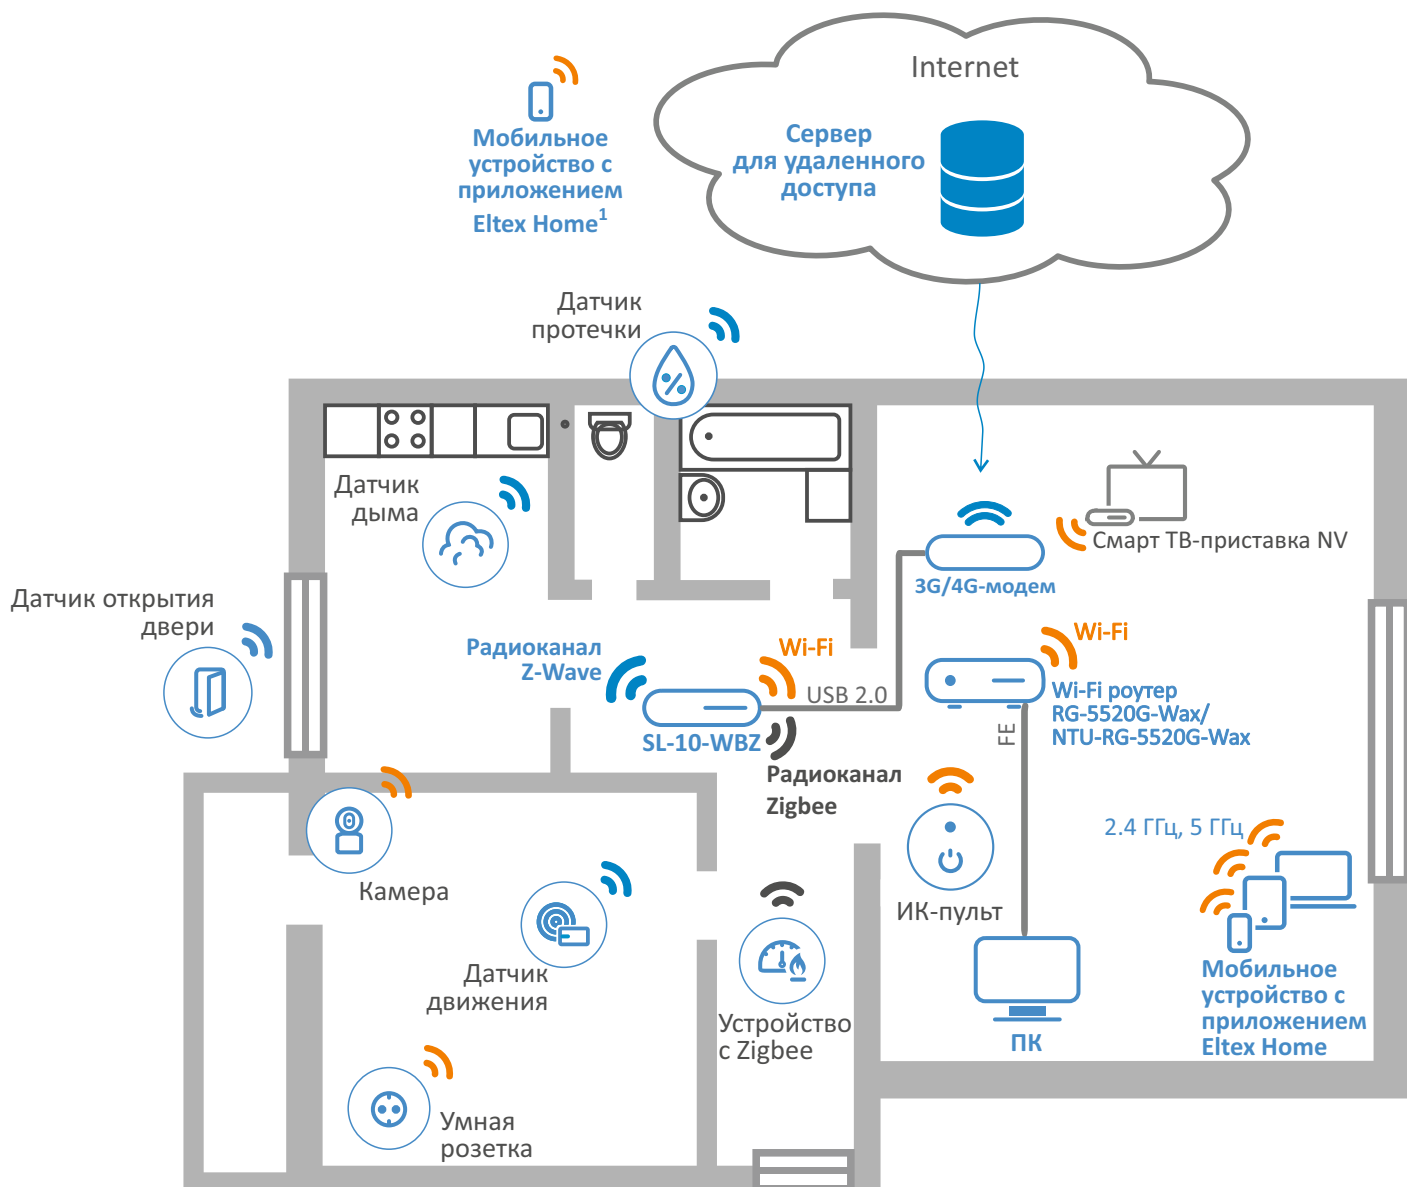 Internet
Сервер
для удаленного
доступа
Мобильное
устройство с
приложением
Eltex Home¹
Датчик
протечки
Датчик
дыма
Смарт ТВ-приставка NV
3G/4G-модем
Датчик открытия
двери
Радиоканал
Z-Wave
Wi-Fi
USB 2.0
SL-10-WBZ
Радиоканал
Zigbee
Wi-Fi
Wi-Fi роутер
RG-5520G-Wax/
NTU-RG-5520G-Wax
FE
2.4 ГГц, 5 ГГц
Камера
ИК-пульт
Датчик
движения
Устройство
с Zigbee
ПК
Мобильное
устройство с
приложением
Eltex Home
Умная
розетка